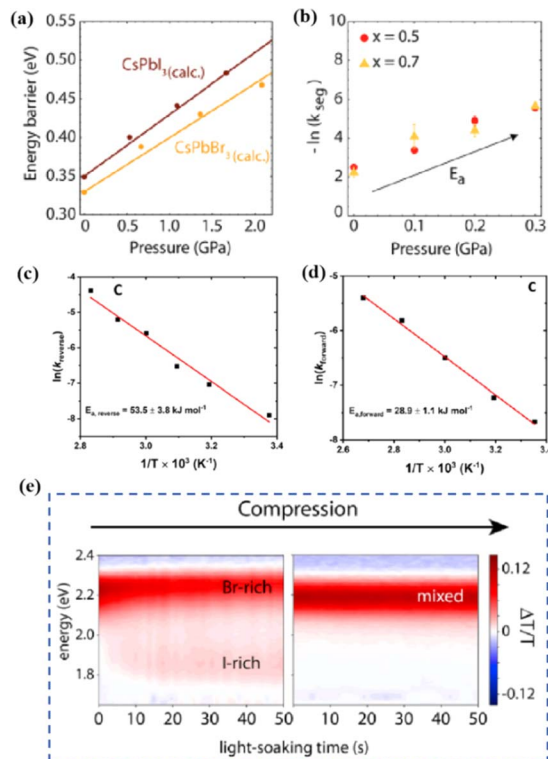 (a)
0.55
0.50
0.45
0.40
0.35
0.30
Energy barrier (eV)
CsPbI3(calc.)
CsPbBr3(calc.)
0 0.5 1.0 1.5 2.0
Pressure (GPa)
(b)
10
8
6
4
2
0
- ln (k seg)
x = 0.5
x = 0.7
Ea
0 0.1 0.2 0.3
Pressure (GPa)
(c)
C
-4
-5
-6
-7
-8
ln(kreverse)
Ea, reverse = 53.5 ± 3.8 kJ mol-1
2.8 3.0 3.2 3.4
1/T × 10³ (K-1)
(d)
C
-5
-6
-7
-8
ln(kforward)
Ea,forward = 28.9 ± 1.1 kJ mol-1
2.6 2.8 3.0 3.2 3.4
1/T × 10³ (K-1)
(e)
Compression
2.4
2.2
2.0
1.8
energy (eV)
Br-rich
I-rich
mixed
0 10 20 30 40 50 0 10 20 30 40 50
light-soaking time (s)
0.12
0
-0.12
ΔT/T